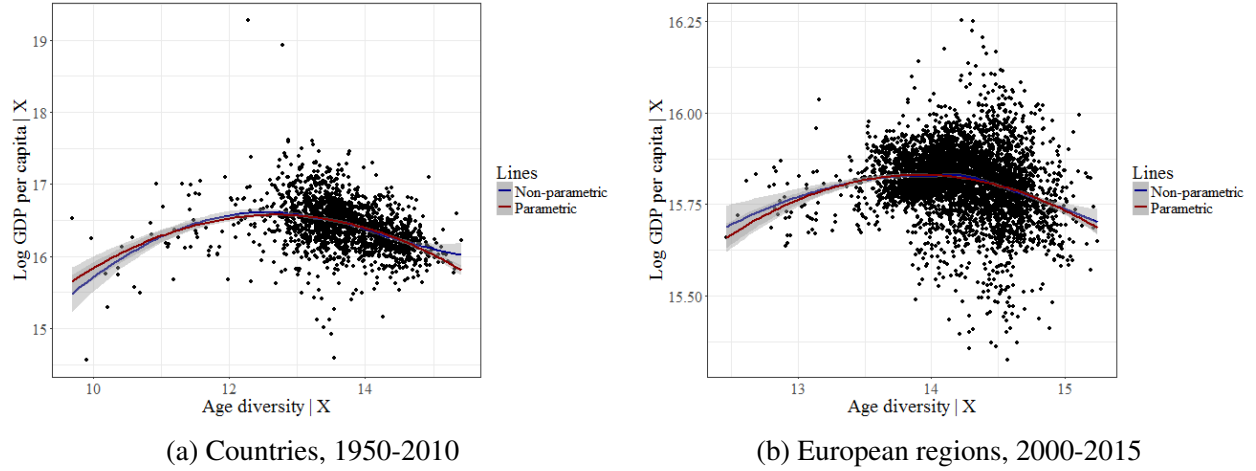 19
18
17
16
15
Log GDP per capita | X
10
12
14
Age diversity | X
Lines
Non-parametric
Parametric
(a) Countries, 1950-2010
16.25
16.00
15.75
15.50
Log GDP per capita | X
13
14
15
Age diversity | X
Lines
Non-parametric
Parametric
(b) European regions, 2000-2015